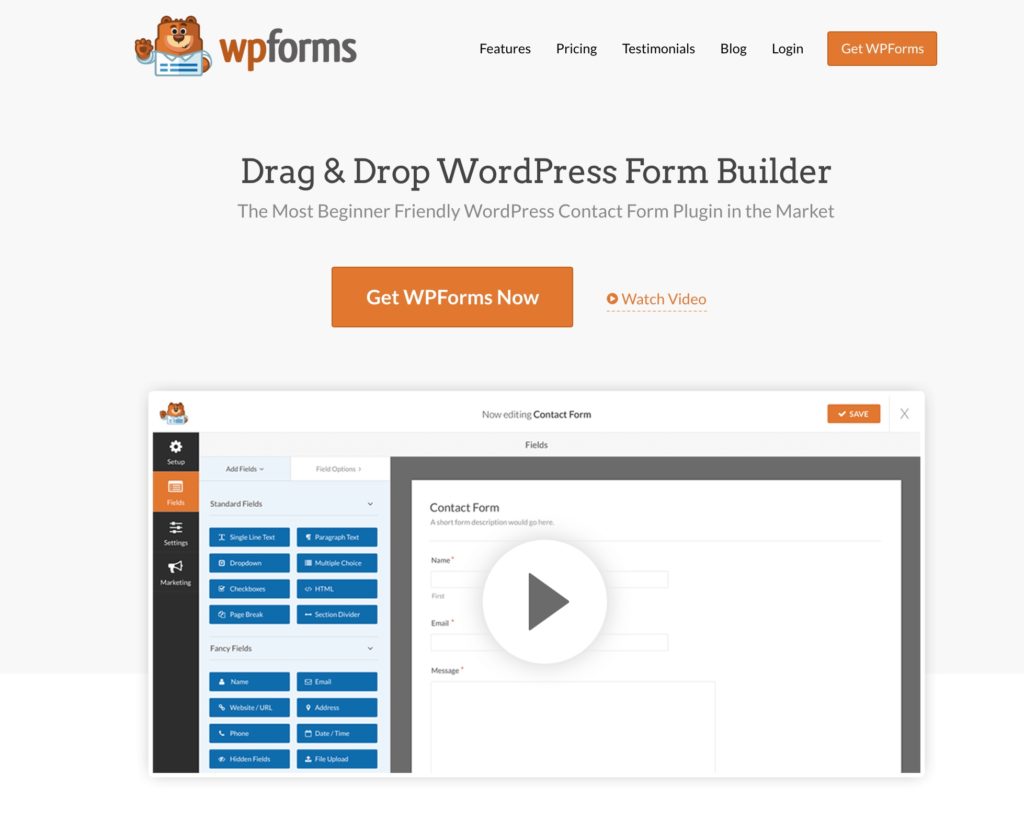 wpforms
Features Pricing Testimonials Blog Login Get WPForms
Drag & Drop WordPress Form Builder
The Most Beginner Friendly WordPress Contact Form Plugin in the Market
Get WPForms Now
Watch Video
Now editing Contact Form
SAVE X
Fields
Setup
Fields
Settings
Marketing
Add Fields
Field Options
Standard Fields
Single Line Text Paragraph Text
Dropdown Multiple Choice
Checkboxes HTML
Page Break Section Divider
Fancy Fields
Name Email
Website / URL Address
Phone Date / Time
Hidden Fields File Upload
Contact Form
A short form description would go here.
Name *
First
Email *
Message *